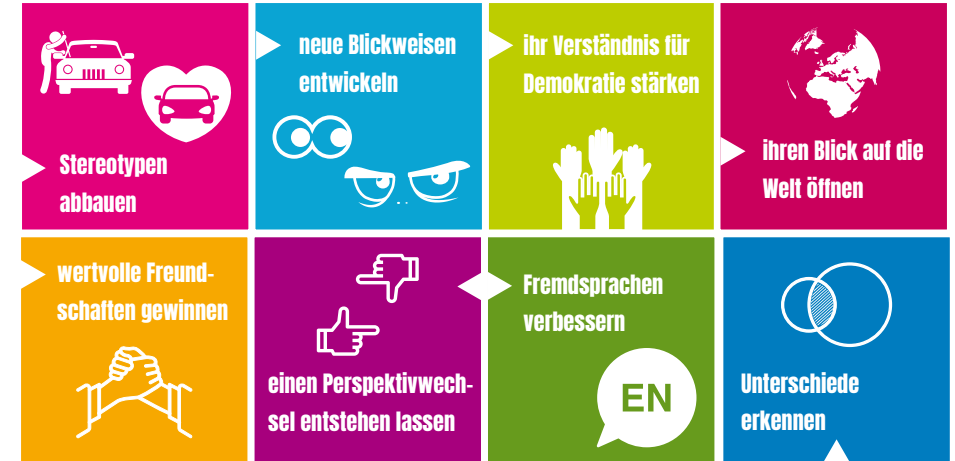 Stereotypen
abbauen
neue Blickweisen
entwickeln
ihr Verständnis für
Demokratie stärken
ihren Blick auf die
Welt öffnen
wertvolle Freund-
schaften gewinnen
einen Perspektivwech-
sel entstehen lassen
Fremdsprachen
verbessern
EN
Unterschiede
erkennen